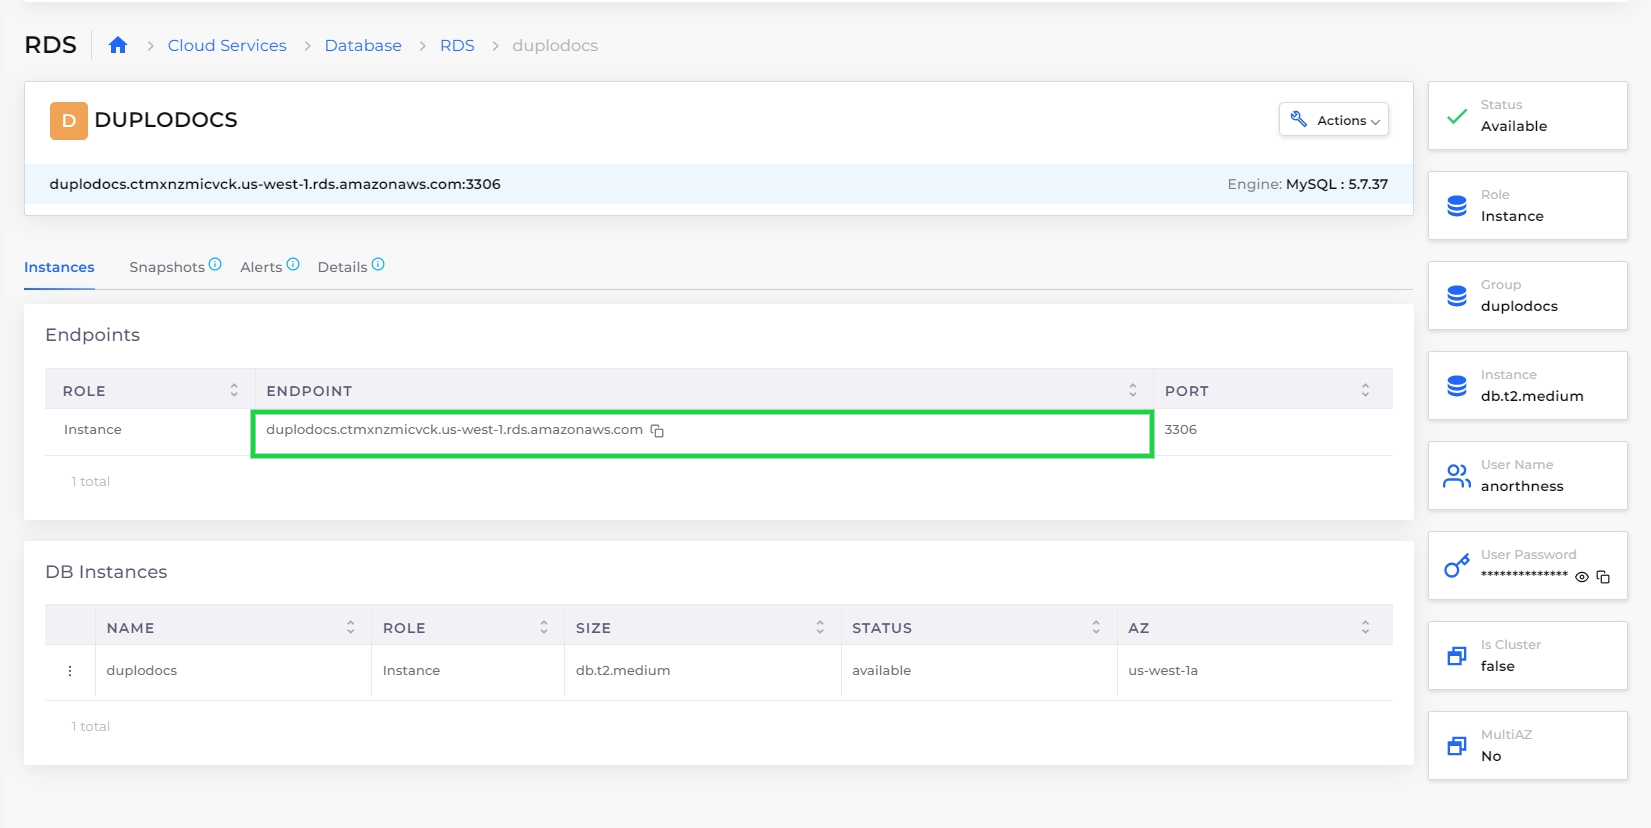 RDS
Cloud Services
Database
RDS
duplodocs
D
DUPLODOCS
Actions
duplodocs.ctmxnzmicvck.us-west-1.rds.amazonaws.com:3306
Engine: MySQL : 5.7.37
Instances
Snapshots
Alerts
Details
Endpoints
ROLE
ENDPOINT
PORT
Instance
duplodocs.ctmxnzmicvck.us-west-1.rds.amazonaws.com
3306
1 total
DB Instances
NAME
ROLE
SIZE
STATUS
AZ
duplodocs
Instance
db.t2.medium
available
us-west-1a
1 total
Status
Available
Role
Instance
Group
duplodocs
Instance
db.t2.medium
User Name
anorthness
User Password
**************
Is Cluster
false
MultiAZ
No